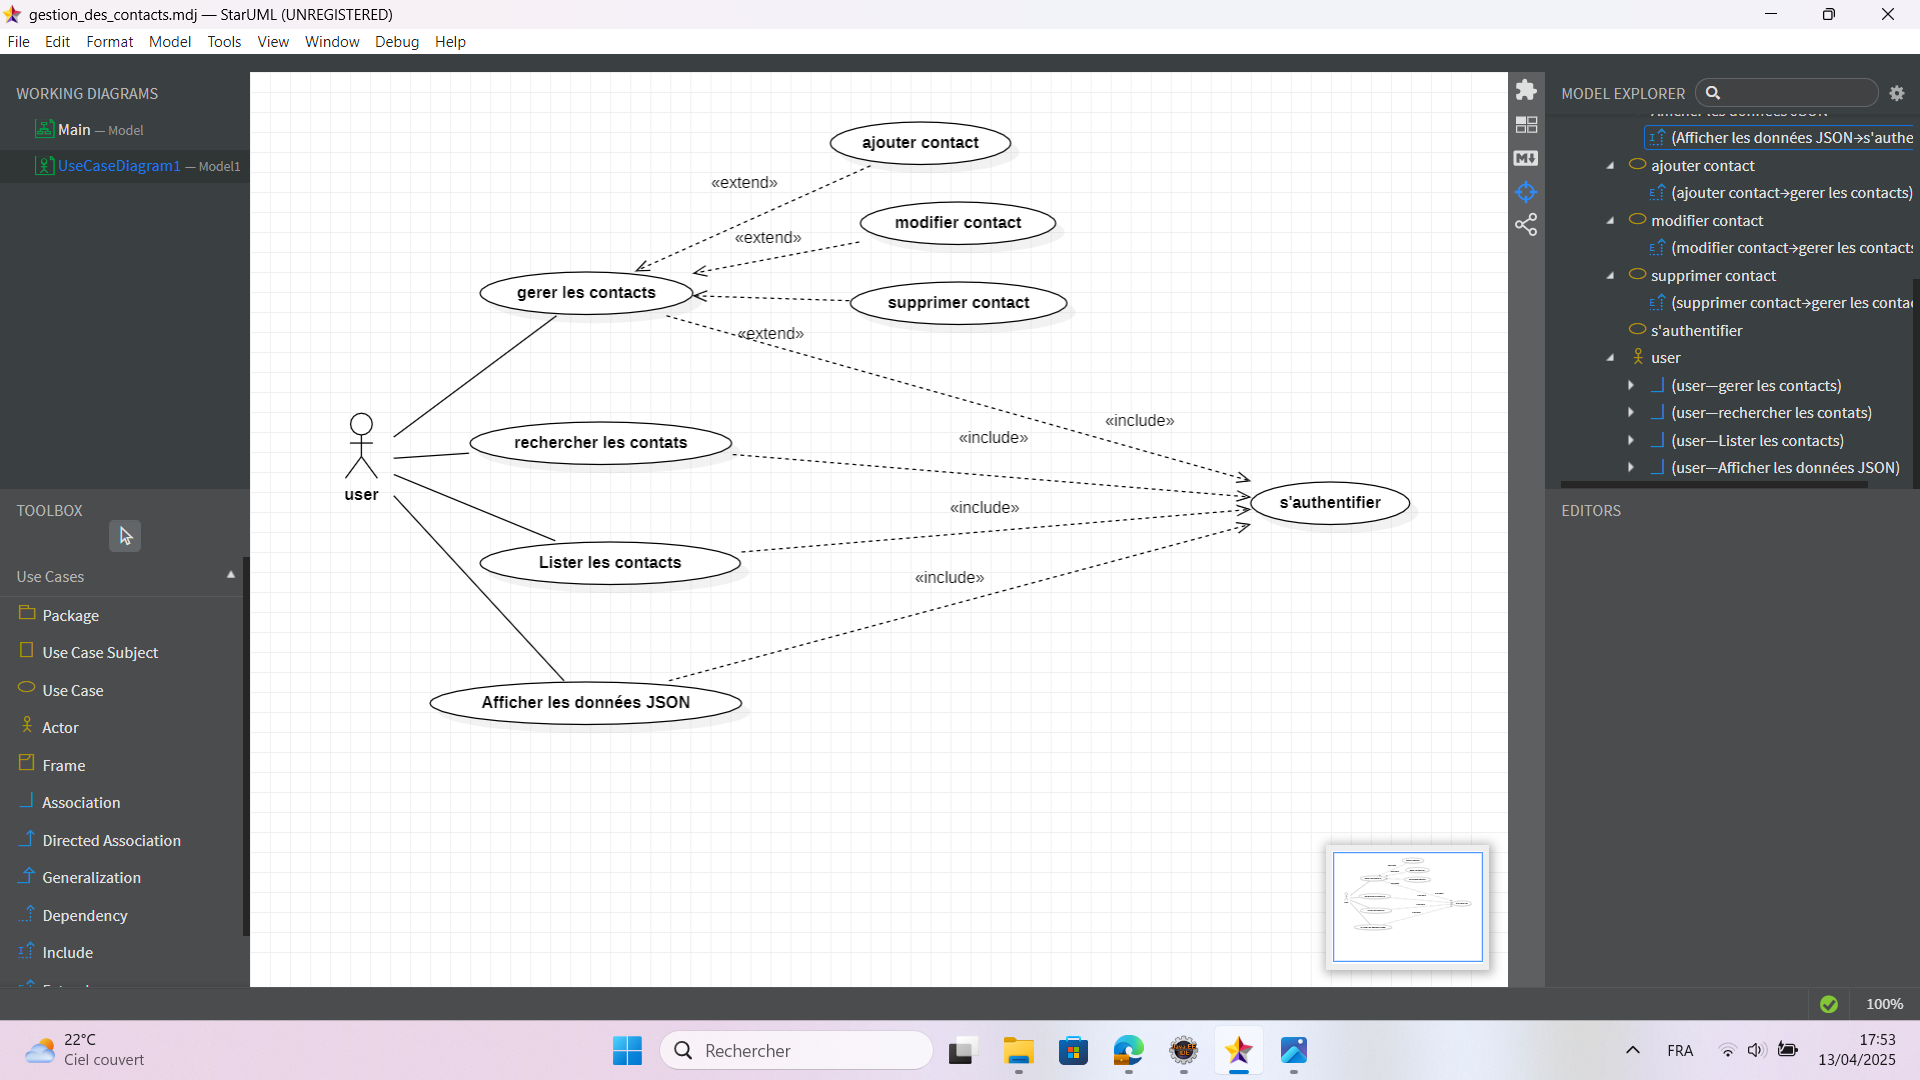 gestion_des_contacts.mdj — StarUML (UNREGISTERED)
File Edit Format Model Tools View Window Debug Help
WORKING DIAGRAMS
Main — Model
UseCaseDiagram1 — Model1
TOOLBOX
Use Cases
Package
Use Case Subject
Use Case
Actor
Frame
Association
Directed Association
Generalization
Dependency
Include
ajouter contact
«extend»
modifier contact
«extend»
gerer les contacts
supprimer contact
«extend»
«include»
rechercher les contats
«include»
user
s'authentifier
«include»
Lister les contacts
«include»
Afficher les données JSON
MODEL EXPLORER
(Afficher les données JSON→s'authe
ajouter contact
(ajouter contact→gerer les contacts)
modifier contact
(modifier contact→gerer les contacts
supprimer contact
(supprimer contact→gerer les conta
s'authentifier
user
(user—gerer les contacts)
(user—rechercher les contats)
(user—Lister les contacts)
(user—Afficher les données JSON)
EDITORS
100%
22°C
Ciel couvert
Rechercher
FRA
17:53
13/04/2025